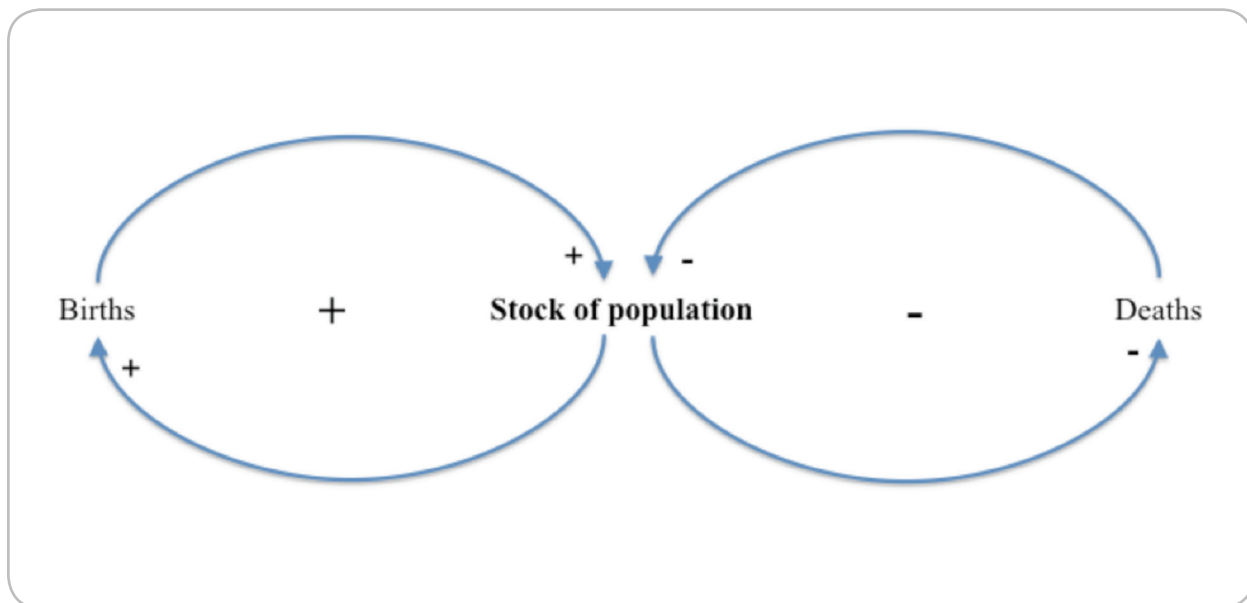 + -
Births + Stock of population - Deaths
+ -